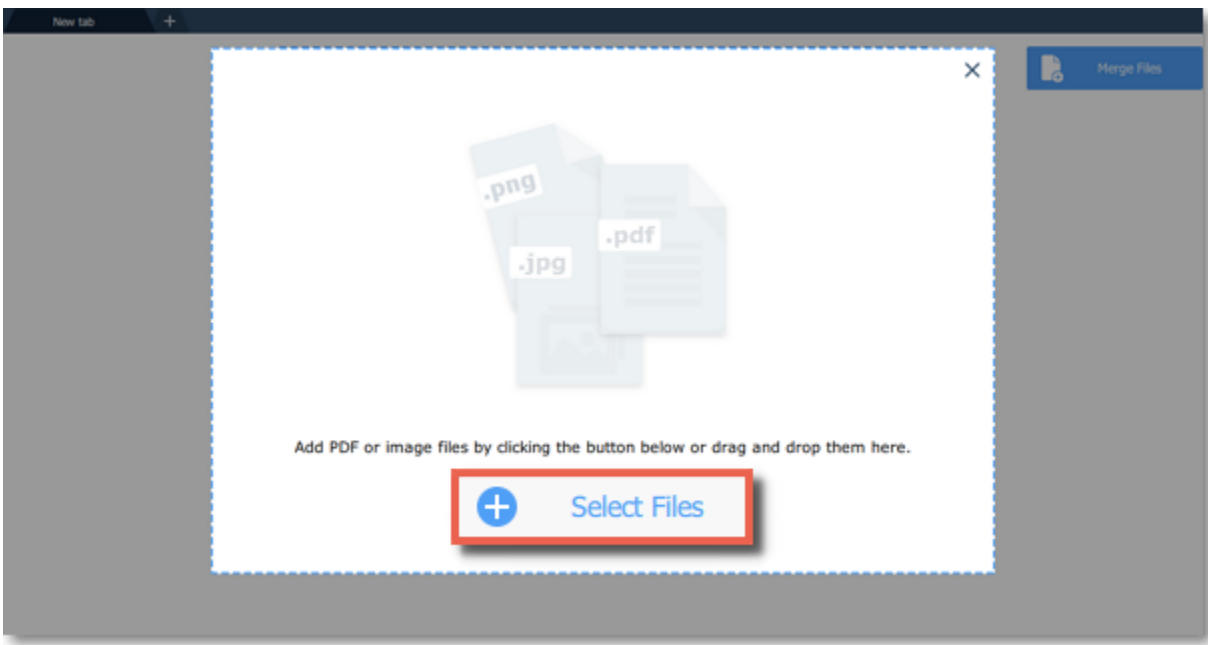 New tab
Merge Files
.png
.pdf
.jpg
Add PDF or image files by clicking the button below or drag and drop them here.
Select Files